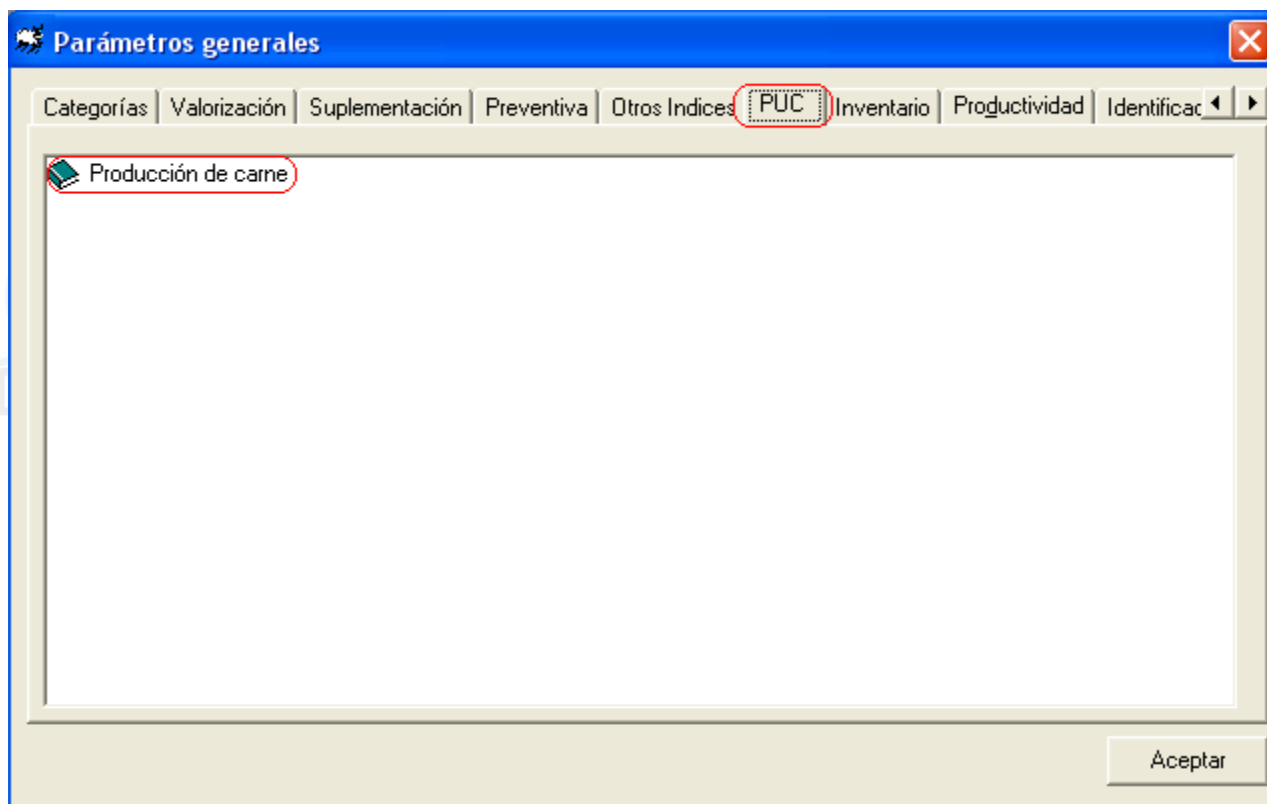 Parámetros generales
Categorías Valorización Suplementación Preventiva Otros Indices PUC Inventario Productividad Identificac
Producción de carne
Aceptar